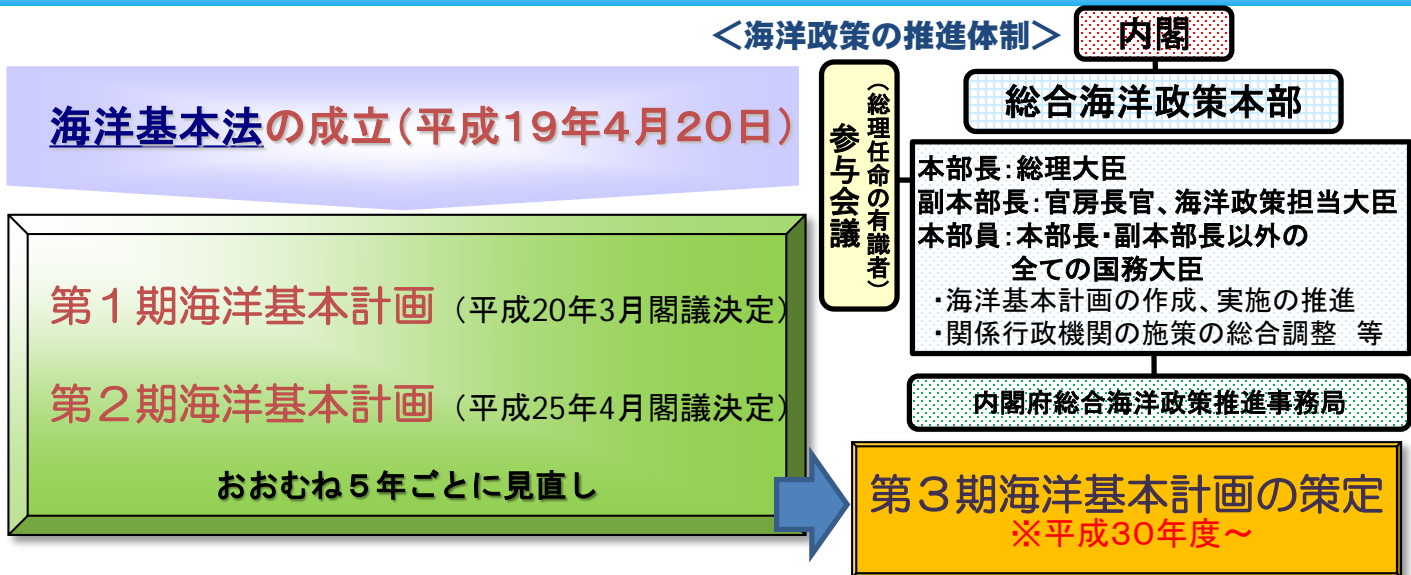 <海洋政策の推進体制>
内閣
総合海洋政策本部
参与会議
(総理任命の有識者)
本部長:総理大臣
副本部長:官房長官、海洋政策担当大臣
本部員:本部長・副本部長以外の
全ての国務大臣
・海洋基本計画の作成、実施の推進
・関係行政機関の施策の総合調整 等
内閣府総合海洋政策推進事務局
海洋基本法の成立(平成19年4月20日)
第1期海洋基本計画(平成20年3月閣議決定)
第2期海洋基本計画(平成25年4月閣議決定)
おおむね5年ごとに見直し
第3期海洋基本計画の策定
※平成30年度~